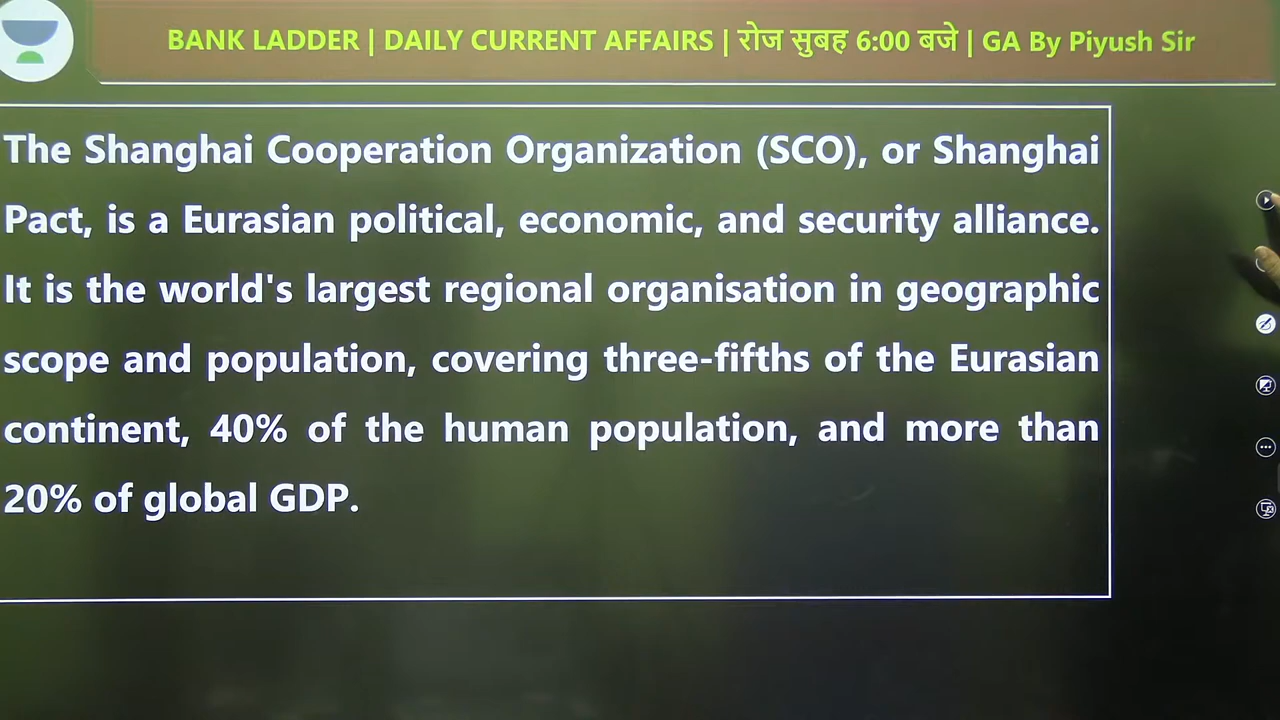 BANK LADDER | DAILY CURRENT AFFAIRS | रोज सुबह 6:00 बजे | GA By Piyush Sir
The Shanghai Cooperation Organization (SCO), or Shanghai
Pact, is a Eurasian political, economic, and security alliance.
It is the world's largest regional organisation in geographic
scope and population, covering three-fifths of the Eurasian
continent, 40% of the human population, and more than
20% of global GDP.